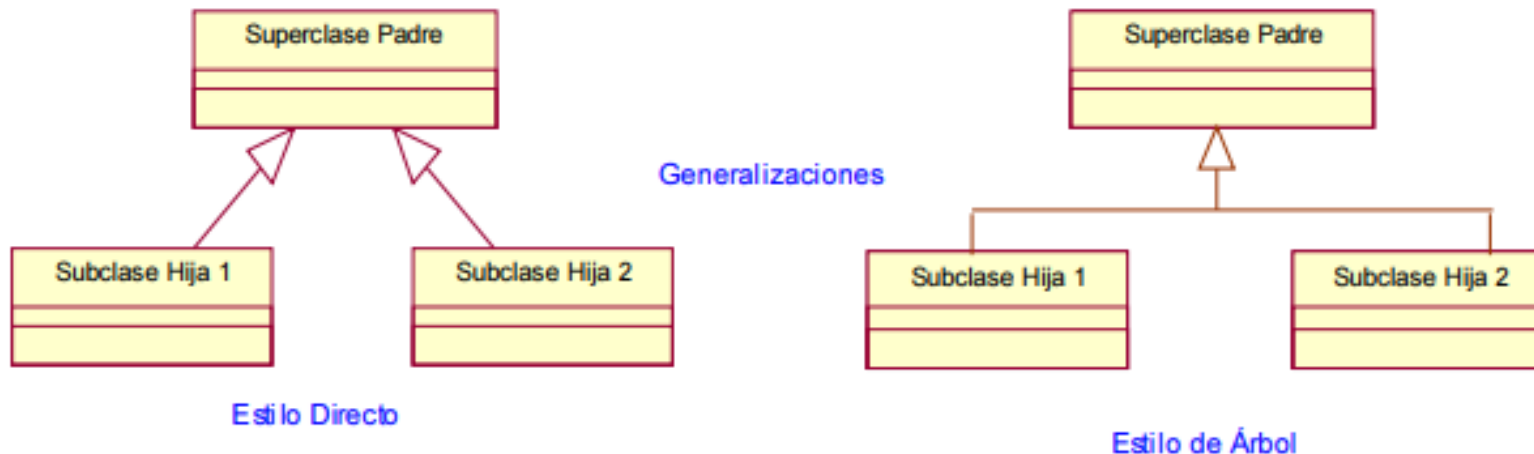 Superclase Padre
Superclase Padre
Generalizaciones
Subclase Hija 1
Subclase Hija 2
Subclase Hija 1
Subclase Hija 2
Estilo Directo
Estilo de Árbol